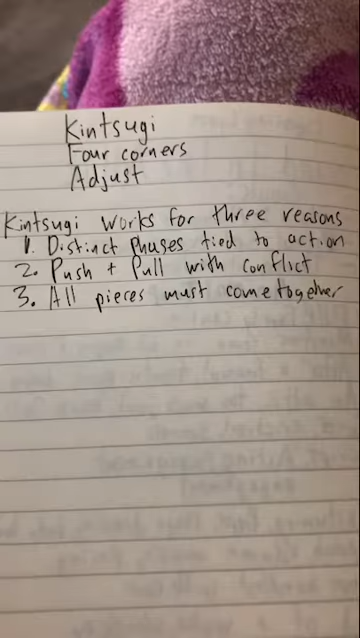 Kintsugi
Four corners
Adjust
Kintsugi works for three reasons
1. Distinct phases tied to action
2. Push + Pull with conflict
3. All pieces must come together